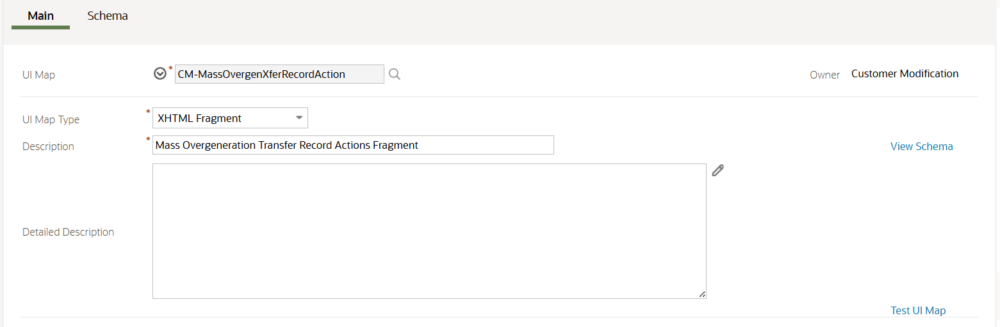 Main Schema
UI Map * CM-MassOvergenXferRecordAction Owner Customer Modification
UI Map Type * XHTML Fragment
Description * Mass Overgeneration Transfer Record Actions Fragment View Schema
Detailed Description
Test UI Map